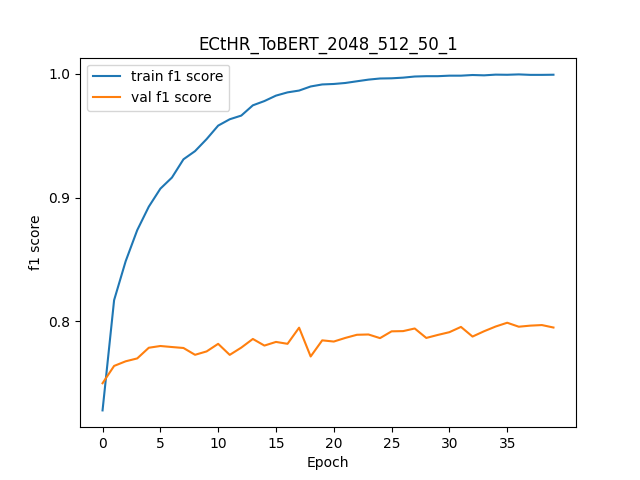 ECtHR_ToBERT_2048_512_50_1
train f1 score
val f1 score
f1 score
1.0
0.9
0.8
0 5 10 15 20 25 30 35
Epoch